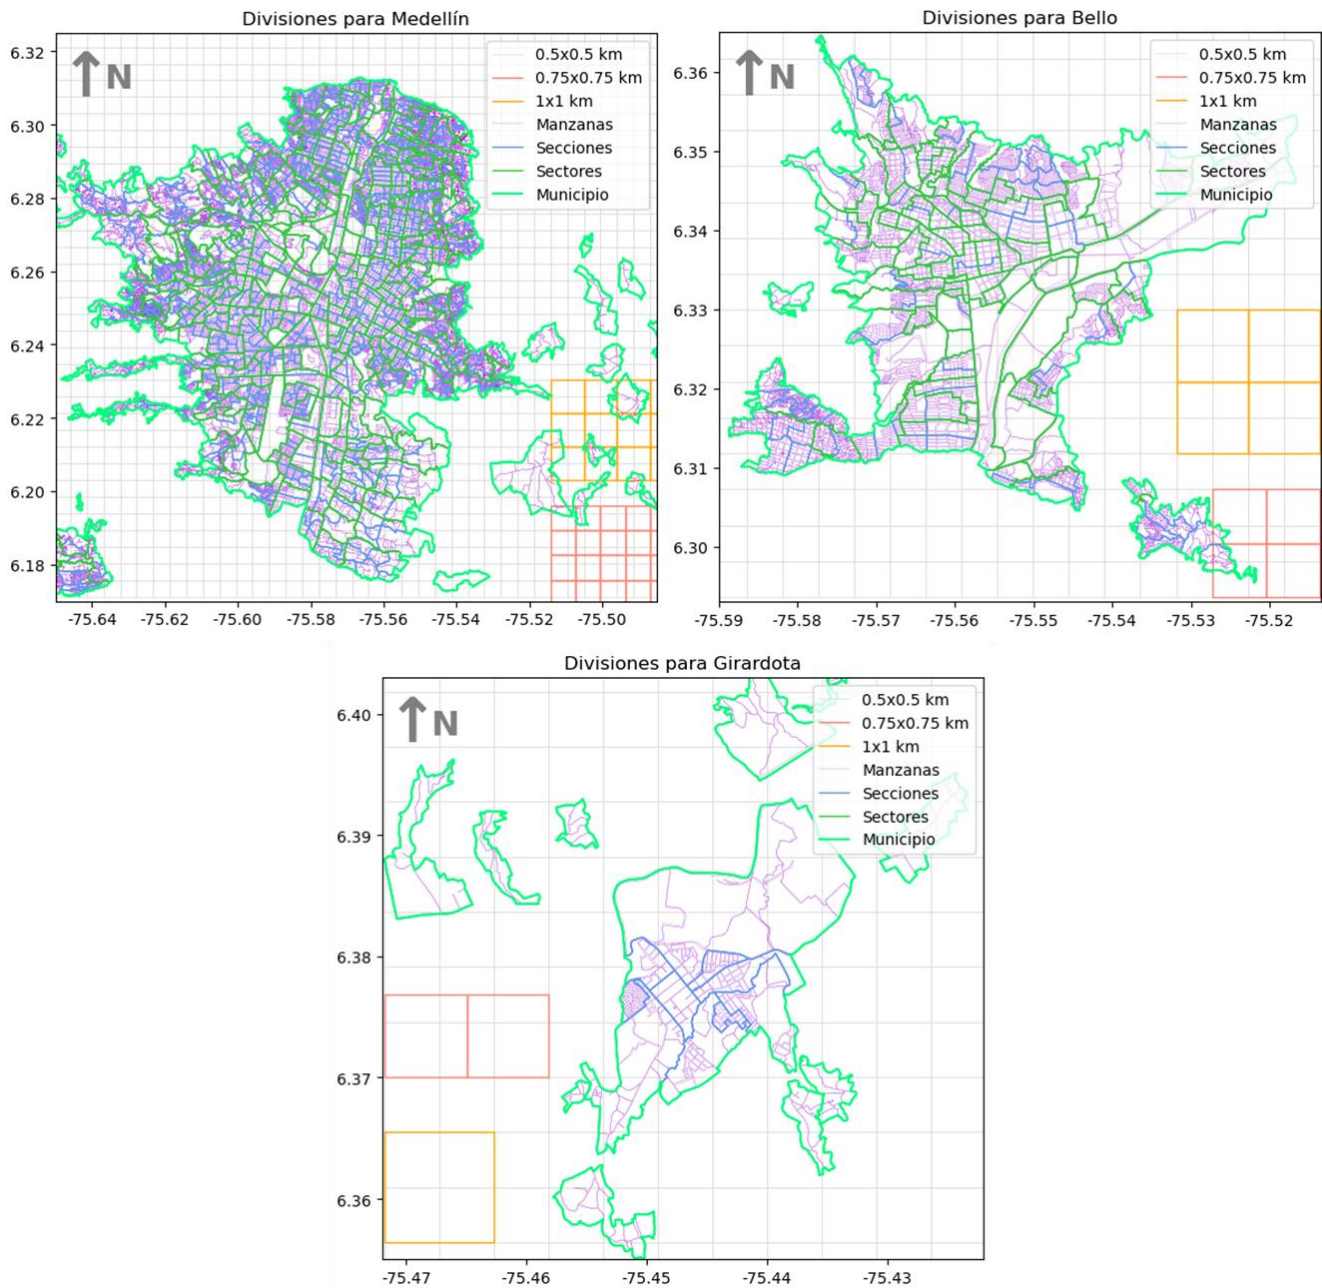 Divisiones para Medellín
6.32
6.30
6.28
6.26
6.24
6.22
6.20
6.18
N
0.5x0.5 km
0.75x0.75 km
1x1 km
Manzanas
Secciones
Sectores
Municipio
-75.64
-75.62
-75.60
-75.58
-75.56
-75.54
-75.52
-75.50
Divisiones para Bello
6.36
6.35
6.34
6.33
6.32
6.31
6.30
N
0.5x0.5 km
0.75x0.75 km
1x1 km
Manzanas
Secciones
Sectores
Municipio
-75.59
-75.58
-75.57
-75.56
-75.55
-75.54
-75.53
-75.52
Divisiones para Girardota
6.40
6.39
6.38
6.37
6.36
N
0.5x0.5 km
0.75x0.75 km
1x1 km
Manzanas
Secciones
Sectores
Municipio
-75.47
-75.46
-75.45
-75.44
-75.43